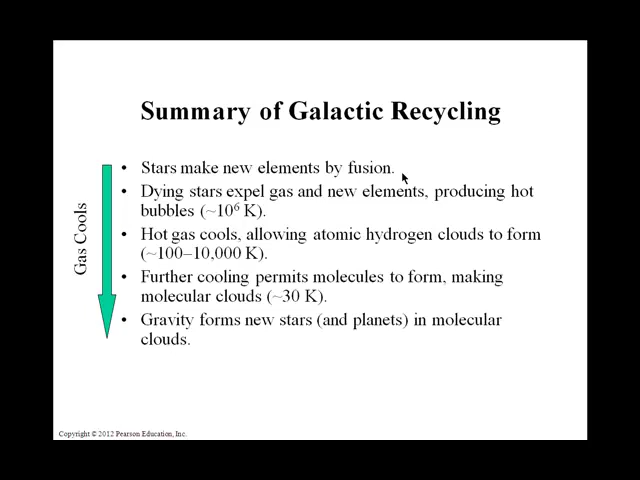 Summary of Galactic Recycling
Gas Cools
• Stars make new elements by fusion.
• Dying stars expel gas and new elements, producing hot
bubbles (~10⁶ K).
• Hot gas cools, allowing atomic hydrogen clouds to form
(~100–10,000 K).
• Further cooling permits molecules to form, making
molecular clouds (~30 K).
• Gravity forms new stars (and planets) in molecular
clouds.
Copyright © 2012 Pearson Education, Inc.